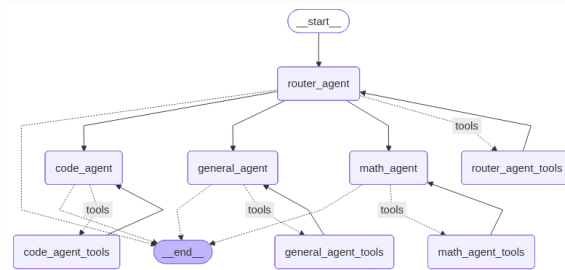 __start__
router_agent
tools
code_agent
general_agent
math_agent
router_agent_tools
tools
tools
tools
code_agent_tools
__end__
general_agent_tools
math_agent_tools